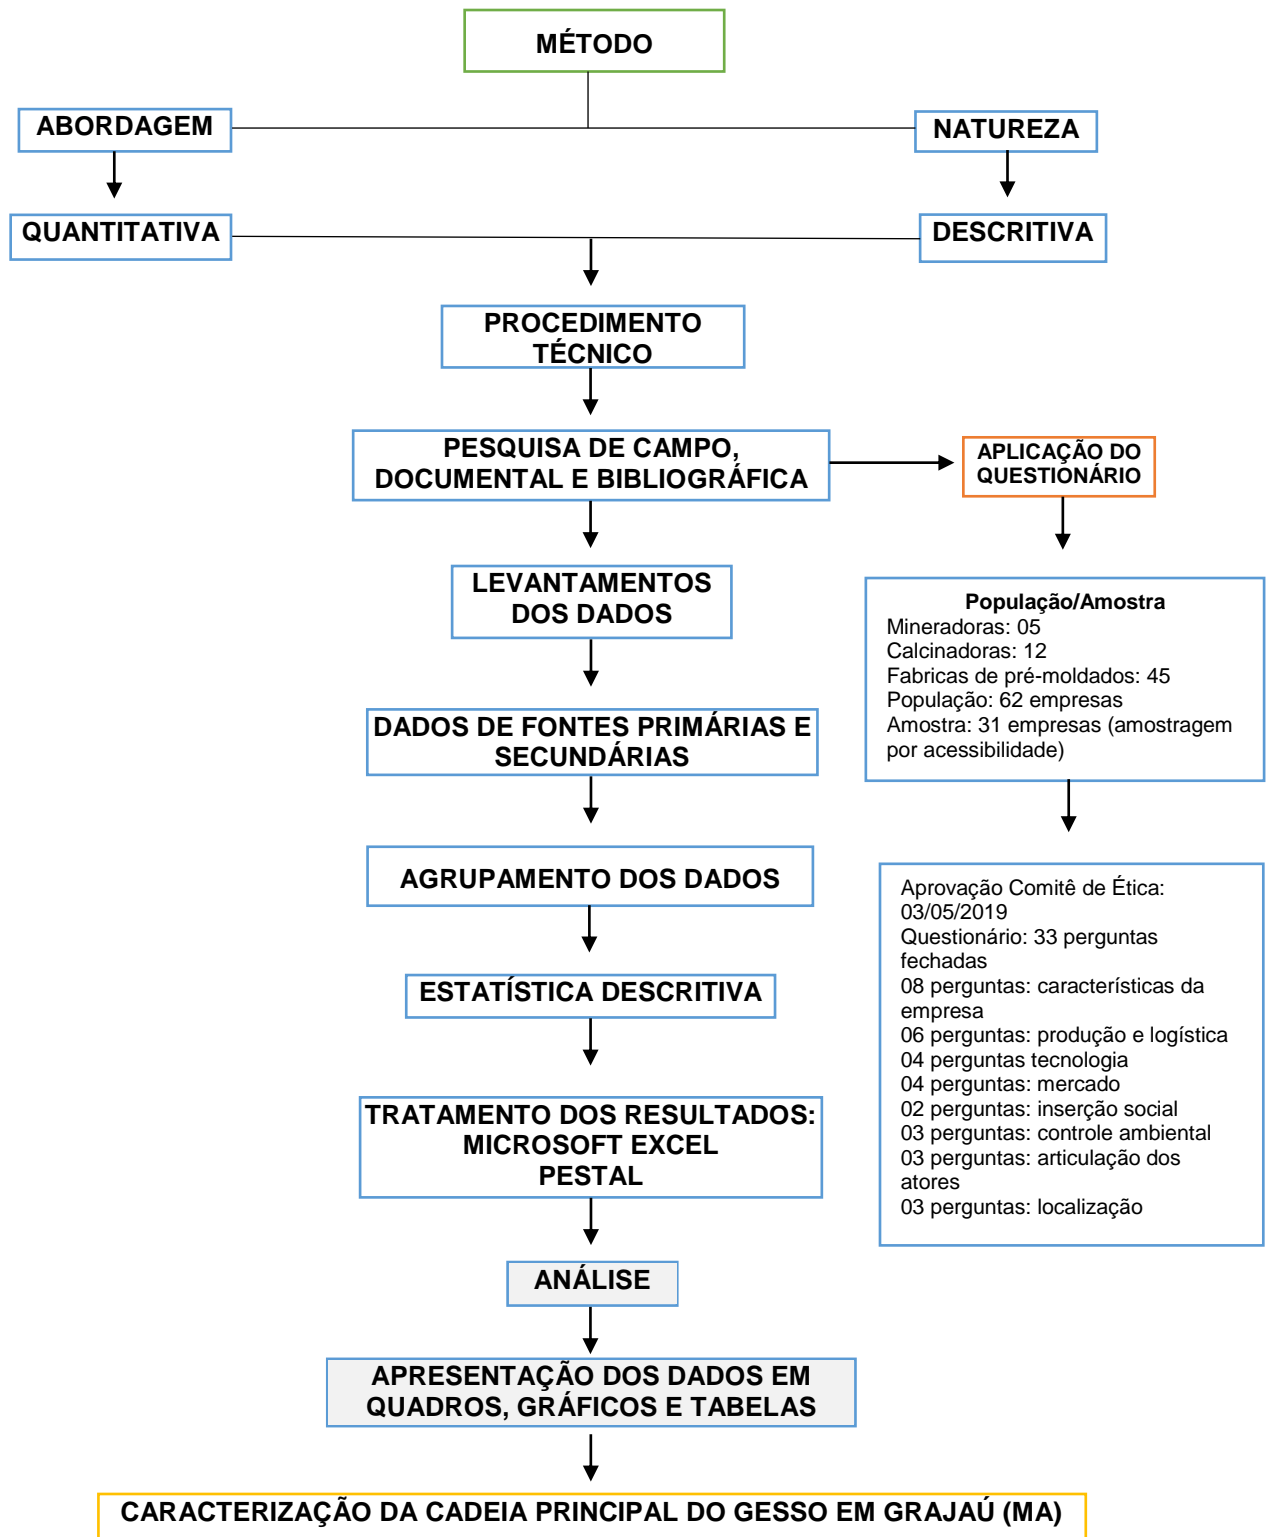 MÉTODO
ABORDAGEM
NATUREZA
QUANTITATIVA
DESCRITIVA
PROCEDIMENTO
TÉCNICO
PESQUISA DE CAMPO,
DOCUMENTAL E BIBLIOGRÁFICA
APLICAÇÃO DO
QUESTIONÁRIO
LEVANTAMENTOS
DOS DADOS
População/Amostra
Mineradoras: 05
Calcinadoras: 12
Fabricas de pré-moldados: 45
População: 62 empresas
Amostra: 31 empresas (amostragem
por acessibilidade)
DADOS DE FONTES PRIMÁRIAS E
SECUNDÁRIAS
AGRUPAMENTO DOS DADOS
Aprovação Comitê de Ética:
03/05/2019
Questionário: 33 perguntas
fechadas
08 perguntas: características da
empresa
06 perguntas: produção e logística
04 perguntas tecnologia
04 perguntas: mercado
02 perguntas: inserção social
03 perguntas: controle ambiental
03 perguntas: articulação dos
atores
03 perguntas: localização
ESTATÍSTICA DESCRITIVA
TRATAMENTO DOS RESULTADOS:
MICROSOFT EXCEL
PESTAL
ANÁLISE
APRESENTAÇÃO DOS DADOS EM
QUADROS, GRÁFICOS E TABELAS
CARACTERIZAÇÃO DA CADEIA PRINCIPAL DO GESSO EM GRAJAÚ (MA)